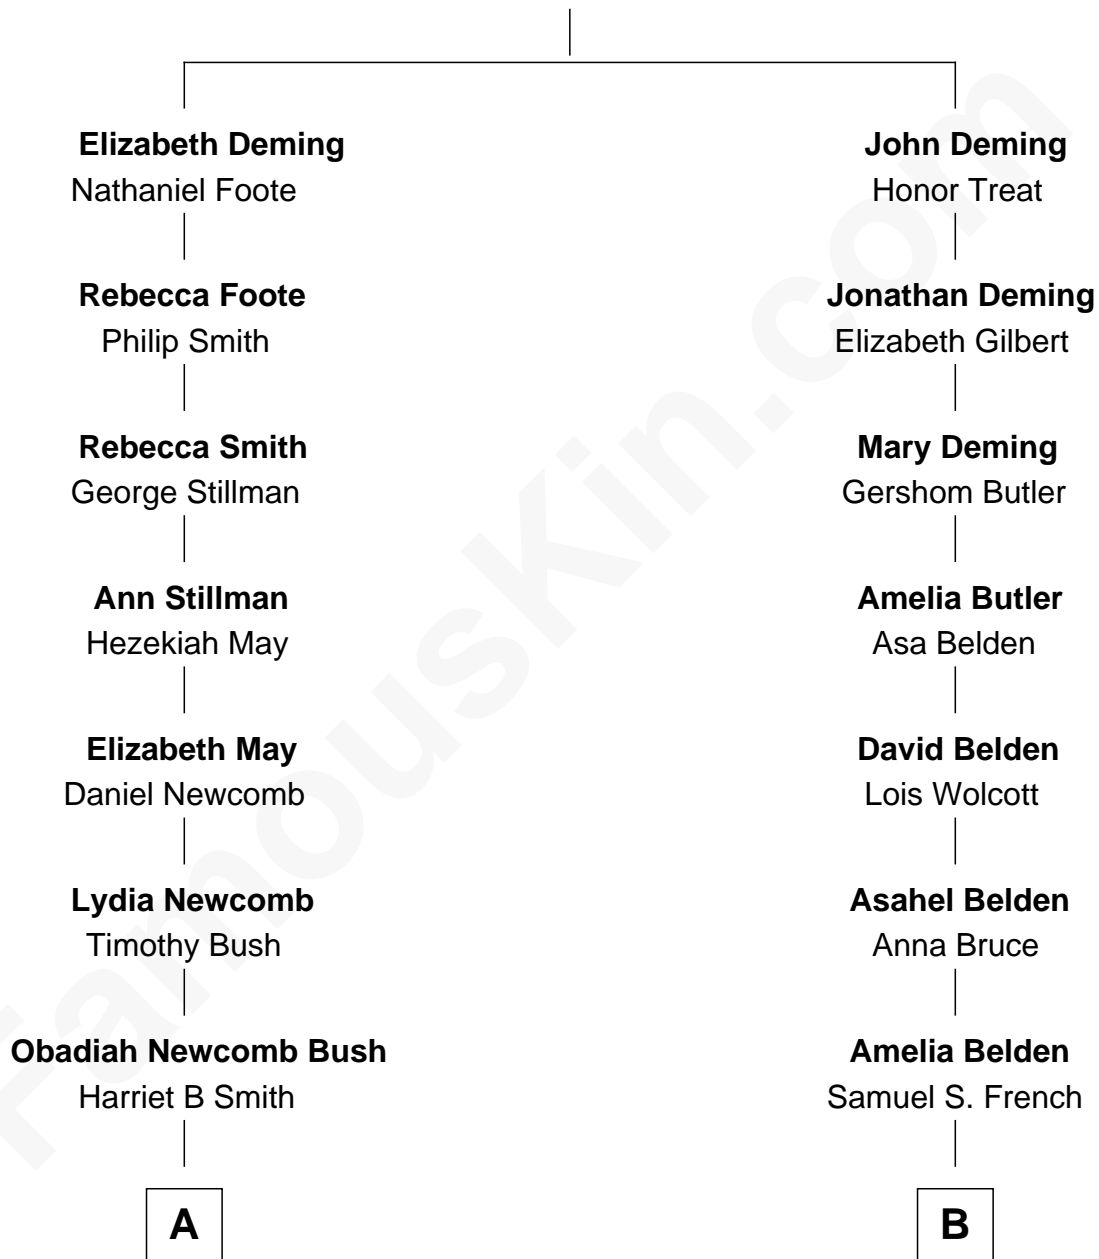 Elizabeth Deming
Nathaniel Foote
John Deming
Honor Treat
Rebecca Foote
Philip Smith
Jonathan Deming
Elizabeth Gilbert
Rebecca Smith
George Stillman
Mary Deming
Gershom Butler
Ann Stillman
Hezekiah May
Amelia Butler
Asa Belden
Elizabeth May
Daniel Newcomb
David Belden
Lois Wolcott
Lydia Newcomb
Timothy Bush
Asahel Belden
Anna Bruce
Obadiah Newcomb Bush
Harriet B Smith
Amelia Belden
Samuel S. French
A
B
FamousKin.com